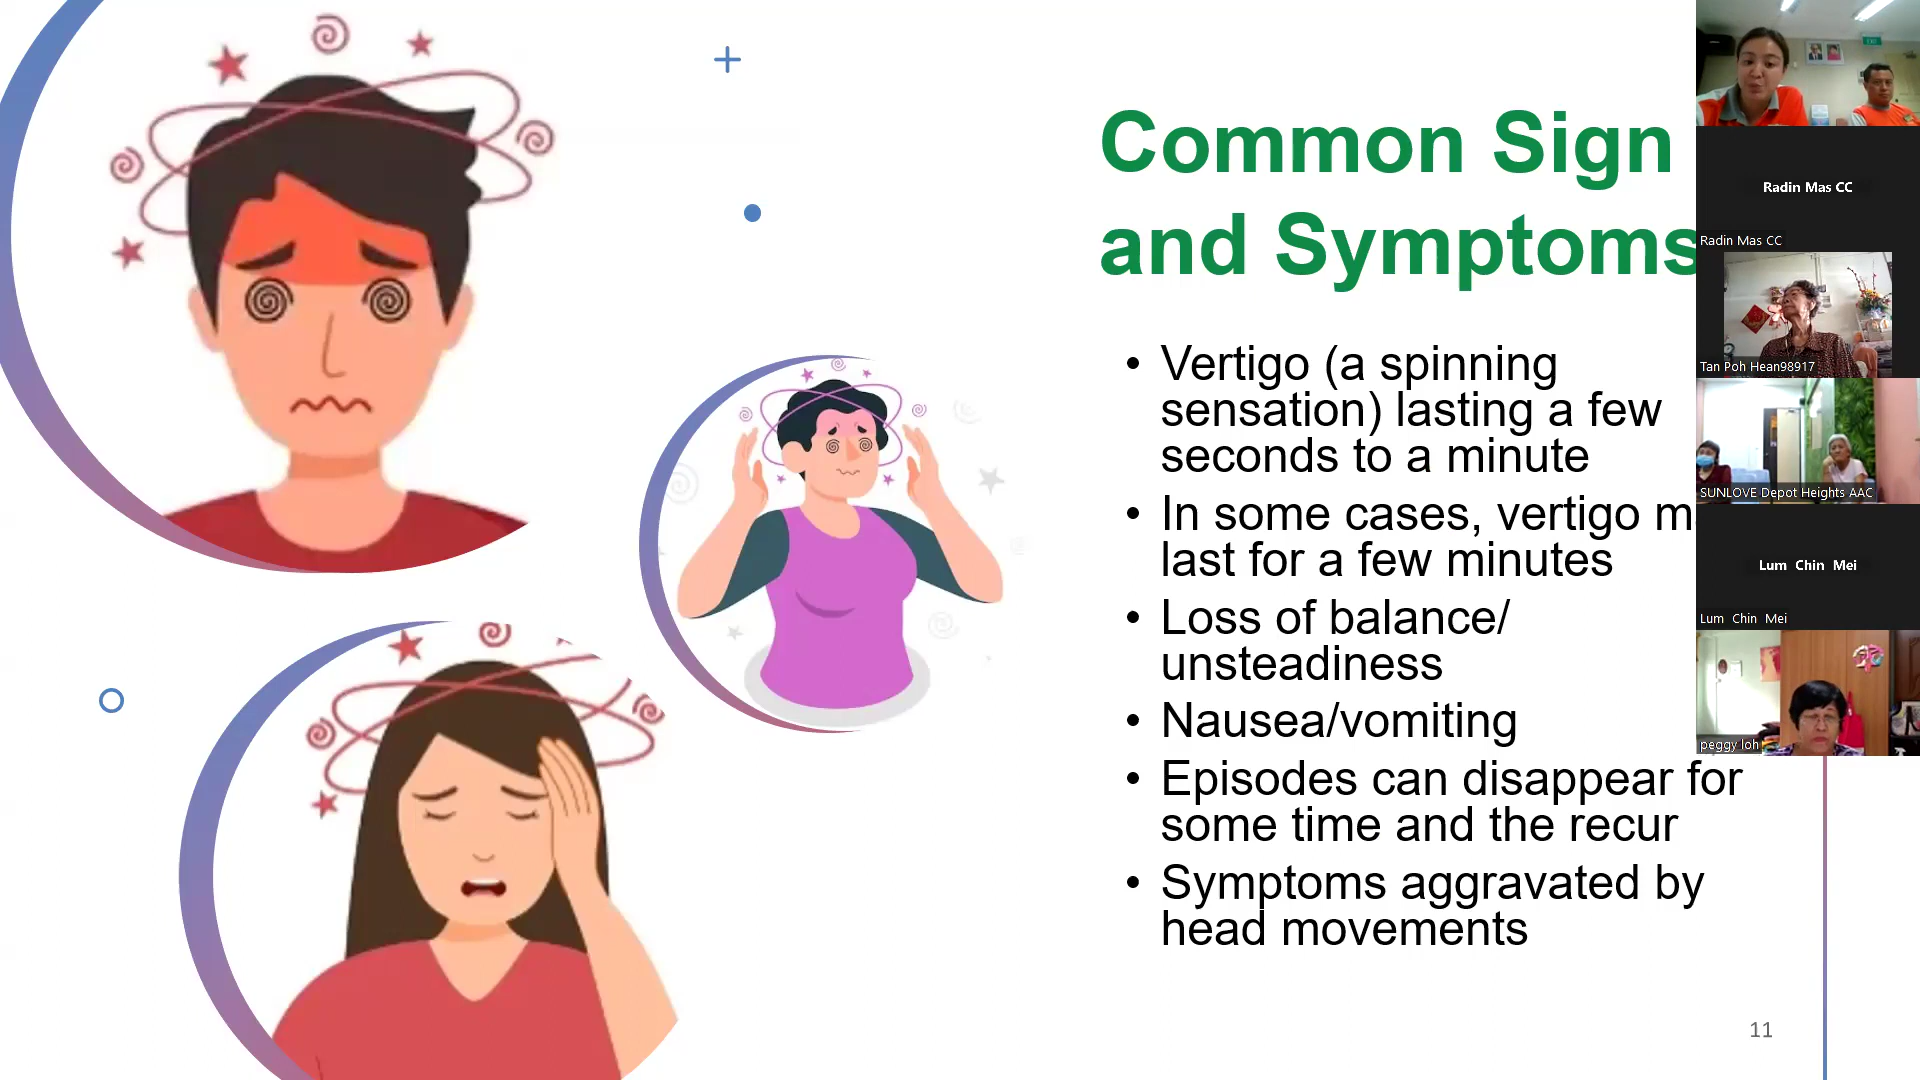 Common Sign
and Symptoms
• Vertigo (a spinning
sensation) lasting a few
seconds to a minute
• In some cases, vertigo m
last for a few minutes
• Loss of balance/
unsteadiness
• Nausea/vomiting
• Episodes can disappear for
some time and the recur
• Symptoms aggravated by
head movements
11
Radin Mas CC
Radin Mas CC
Tan Poh Hean98917
SUNLOVE Depot Heights AAC
Lum Chin Mei
Lum Chin Mei
peggy loh